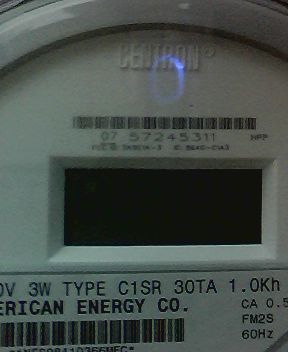 CENTRON®
07 57245311
0V 3W TYPE C1SR 30TA 1.0Kh
ERICAN ENERGY CO.
CA 0.5
FM2S
60Hz